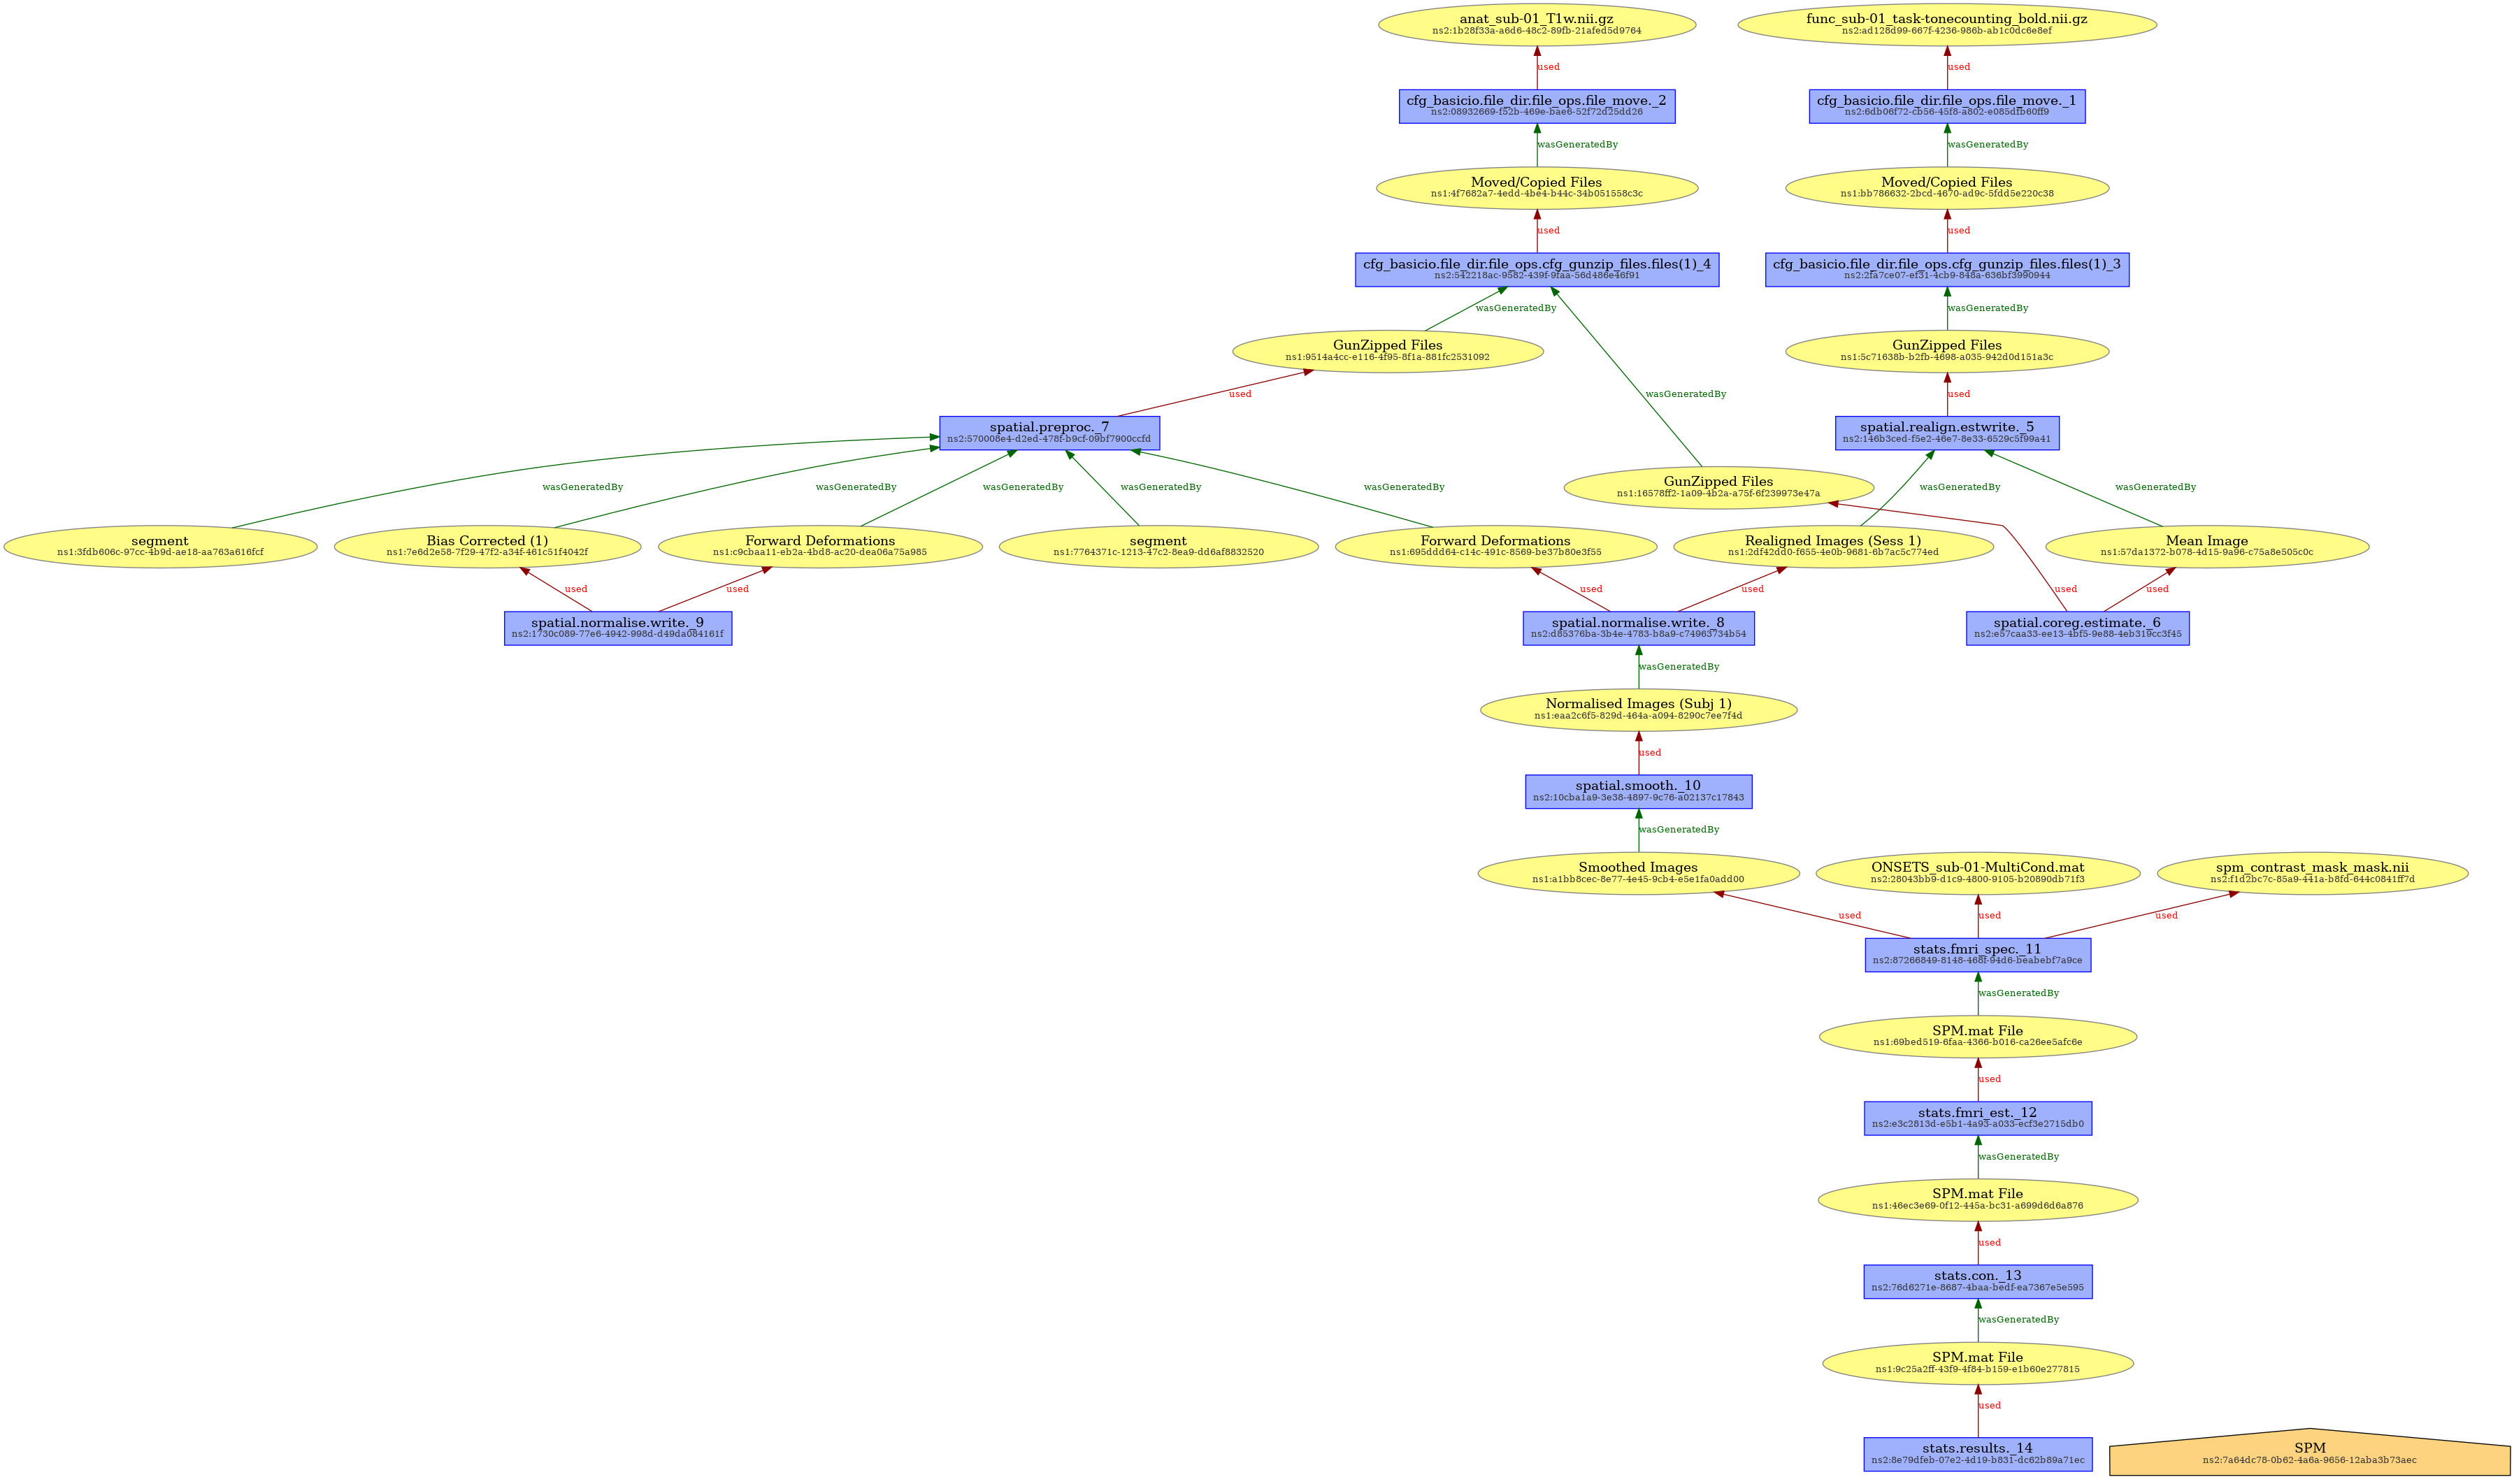 anat_sub-01_T1w.nii.gz
ns2:1b28f33a-a6d6-48c2-89fb-21afed5d9764
func_sub-01_task-tonecounting_bold.nii.gz
ns2:ad128d99-667f-4236-986b-ab1c0dc6e8ef
used
used
cfg_basicio.file_dir.file_ops.file_move._2
ns2:08932669-f52b-469e-bae6-52f72d25dd26
cfg_basicio.file_dir.file_ops.file_move._1
ns2:6db06f72-cb56-45f8-a802-e085dfb60ff9
wasGeneratedBy
wasGeneratedBy
Moved/Copied Files
ns1:4f7682a7-4edd-4be4-b44c-34b051558c3c
Moved/Copied Files
ns1:bb786632-2bcd-4670-ad9c-5fdd5e220c38
used
used
cfg_basicio.file_dir.file_ops.cfg_gunzip_files.files(1)_4
ns2:542218ac-9582-439f-9faa-56d486e46f91
cfg_basicio.file_dir.file_ops.cfg_gunzip_files.files(1)_3
ns2:2fa7ce07-ef31-4cb9-848a-636bf3990944
wasGeneratedBy
wasGeneratedBy
GunZipped Files
ns1:9514a4cc-e116-4f95-8f1a-881fc2531092
GunZipped Files
ns1:5c71638b-b2fb-4698-a035-942d0d151a3c
used
wasGeneratedBy
used
spatial.preproc._7
ns2:570008e4-d2ed-478f-b9cf-09bf7900ccfd
spatial.realign.estwrite._5
ns2:146b3ced-f5e2-46e7-8e33-6529c5f99a41
wasGeneratedBy
wasGeneratedBy
wasGeneratedBy
wasGeneratedBy
wasGeneratedBy
GunZipped Files
ns1:16578ff2-1a09-4b2a-a75f-6f239973e47a
wasGeneratedBy
wasGeneratedBy
segment
ns1:3fdb606c-97cc-4b9d-ae18-aa763a616fcf
Bias Corrected (1)
ns1:7e6d2e58-7f29-47f2-a34f-461c51f4042f
Forward Deformations
ns1:c9cbaa11-eb2a-4bd8-ac20-dea06a75a985
segment
ns1:7764371c-1213-47c2-8ea9-dd6af8832520
Forward Deformations
ns1:695ddd64-c14c-491c-8569-be37b80e3f55
Realigned Images (Sess 1)
ns1:2df42dd0-f655-4e0b-9681-6b7ac5c774ed
Mean Image
ns1:57da1372-b078-4d15-9a96-c75a8e505c0c
used
used
used
used
used
used
spatial.normalise.write._9
ns2:1730c089-77e6-4942-998d-d49da084161f
spatial.normalise.write._8
ns2:d85376ba-3b4e-4783-b8a9-c74963734b54
spatial.coreg.estimate._6
ns2:e57caa33-ee13-4bf5-9e88-4eb319cc3f45
wasGeneratedBy
Normalised Images (Subj 1)
ns1:eaa2c6f5-829d-464a-a094-8290c7ee7f4d
used
spatial.smooth._10
ns2:10cba1a9-3e38-4897-9c76-a02137c17843
wasGeneratedBy
Smoothed Images
ns1:a1bb8cec-8e77-4e45-9cb4-e5e1fa0add00
ONSETS_sub-01-MultiCond.mat
ns2:28043bb9-d1c9-4800-9105-b20890db71f3
spm_contrast_mask_mask.nii
ns2:f1d2bc7c-85a9-441a-b8fd-644c0841ff7d
used
used
used
stats.fmri_spec._11
ns2:87266849-8148-468f-94d6-beabebf7a9ce
wasGeneratedBy
SPM.mat File
ns1:69bed519-6faa-4366-b016-ca26ee5afc6e
used
stats.fmri_est._12
ns2:e3c2813d-e5b1-4a93-a033-ecf3e2715db0
wasGeneratedBy
SPM.mat File
ns1:46ec3e69-0f12-445a-bc31-a699d6d6a876
used
stats.con._13
ns2:76d6271e-8687-4baa-bedf-ea7367e5e595
wasGeneratedBy
SPM.mat File
ns1:9c25a2ff-43f9-4f84-b159-e1b60e277815
used
stats.results._14
ns2:8e79dfeb-07e2-4d19-b831-dc62b89a71ec
SPM
ns2:7a64dc78-0b62-4a6a-9656-12aba3b73aec